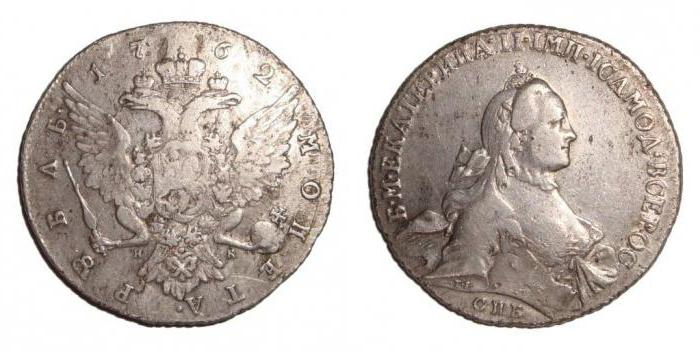 1762
МОНЕТА · РУБЛЬ ·
Н К
Б · М · ЕКАТЕРИНА · II · IМП · IСАМОД · ВСЕРОС
СПБ